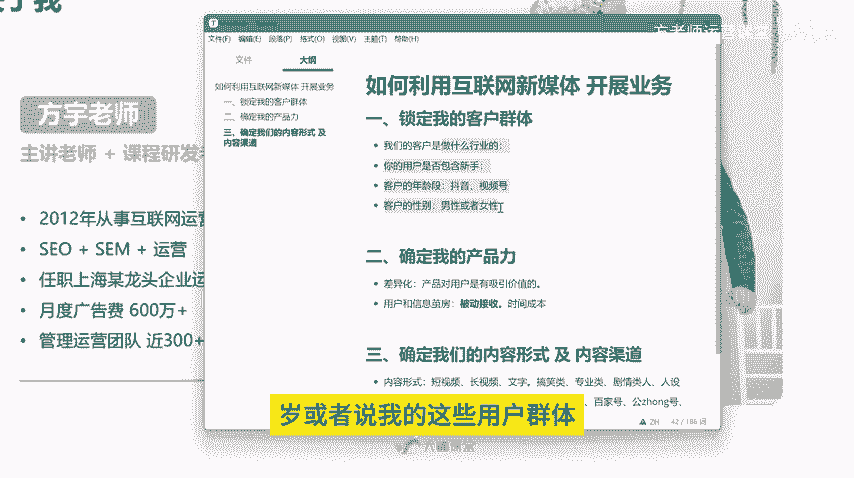 方老师运营课堂
文件(F) 编辑(E) 段落(P) 格式(O) 视图(V) 主题(T) 帮助(H)
文件 大纲
如何利用互联网新媒体 开展业务
一、锁定我的客户群体
二、确定我的产品力
三、确定我们的内容形式 及
内容渠道
如何利用互联网新媒体 开展业务
一、锁定我的客户群体
我们的客户是做什么行业的：
你的用户是否包含新手：
客户的年龄段：抖音、视频号
客户的性别：男性或者女性
二、确定我的产品力
差异化：产品对用户是有吸引价值的。
用户和信息茧房：被动接收。时间成本
三、确定我们的内容形式 及 内容渠道
内容形式：短视频、长视频、文字。搞笑类、专业类、剧情类人、人设
百家号、公zhong号、
ZH 42 / 186 词
方宇老师
主讲老师 + 课程研发
2012年从事互联网运营
SEO + SEM + 运营
任职上海某龙头企业运
月度广告费 600万+
管理运营团队 近300+
岁或者说我的这些用户群体